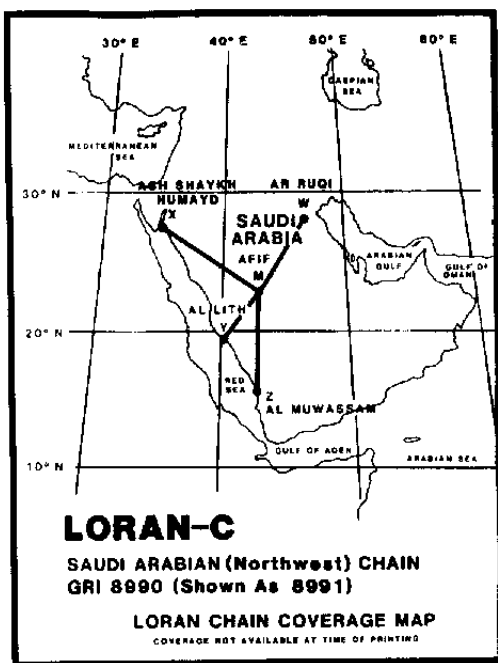 30° E 40° E 50° E 60° E
CASPIAN
SEA
MEDITERRANEAN
SEA
30° N
ASH SHAYKH
HUMAYD
X
AR RUQI
W
SAUDI
ARABIA
AFIF
M
ARABIAN
GULF
GULF OF
OMAN
AL LITH
Y
20° N
RED
SEA
Z
AL MUWASSAM
GULF OF ADEN
ARABIAN SEA
10° N
LORAN-C
SAUDI ARABIAN (Northwest) CHAIN
GRI 8990 (Shown As 8991)
LORAN CHAIN COVERAGE MAP
COVERAGE NOT AVAILABLE AT TIME OF PRINTING